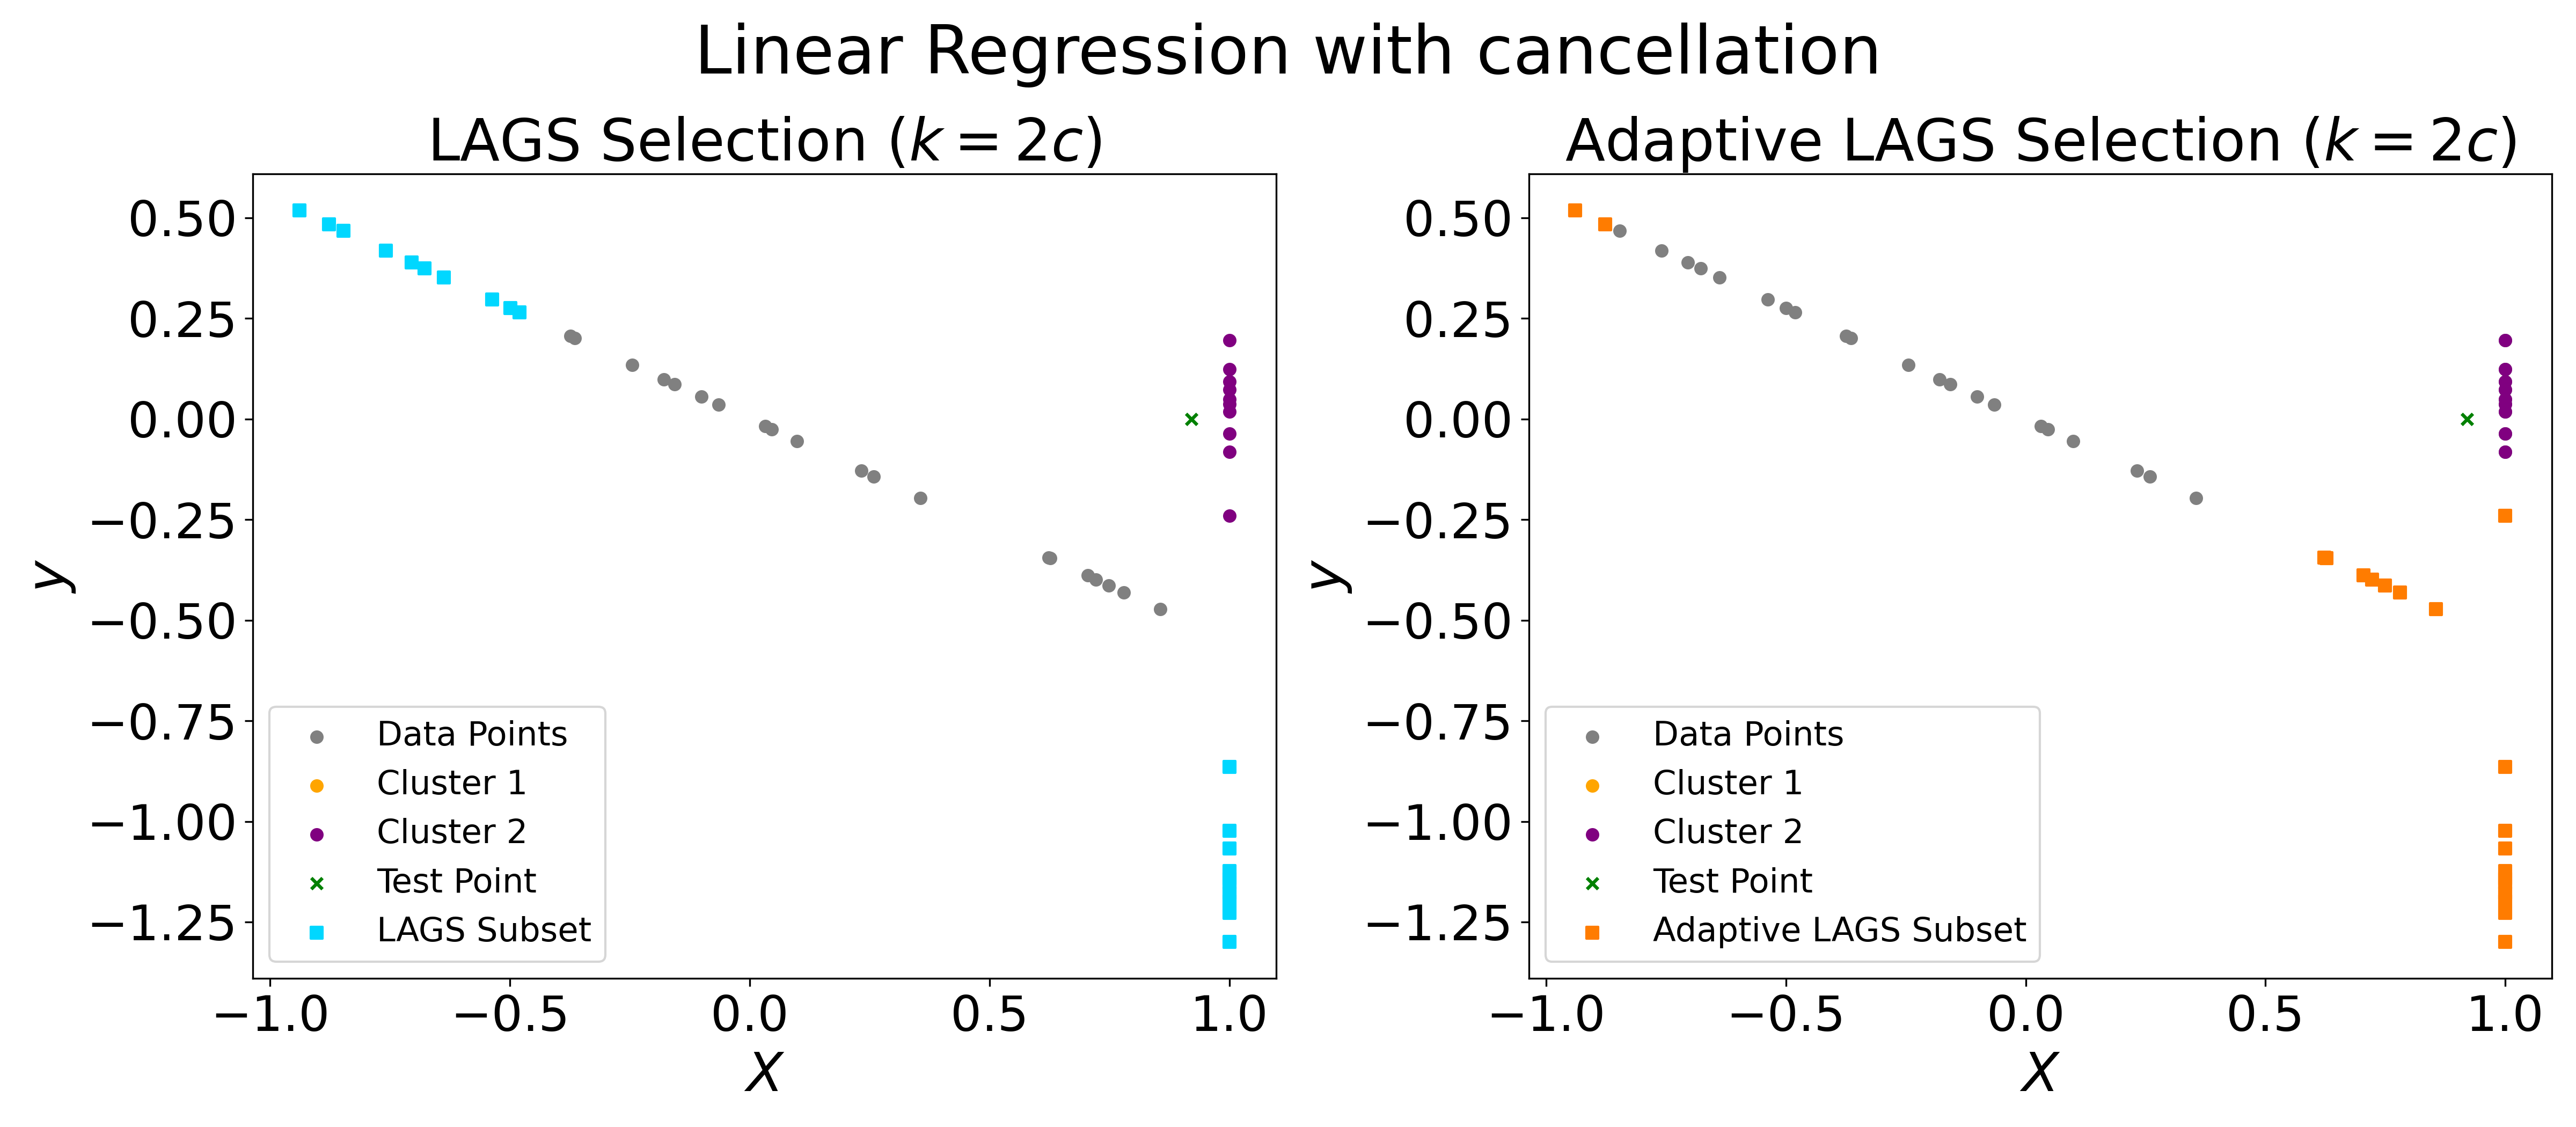 Linear Regression with cancellation
LAGS Selection (k = 2c)
0.50
0.25
0.00
−0.25
−0.50
−0.75
−1.00
−1.25
y
Data Points
Cluster 1
Cluster 2
Test Point
LAGS Subset
−1.0 −0.5 0.0 0.5 1.0
X
Adaptive LAGS Selection (k = 2c)
0.50
0.25
0.00
−0.25
−0.50
−0.75
−1.00
−1.25
y
Data Points
Cluster 1
Cluster 2
Test Point
Adaptive LAGS Subset
−1.0 −0.5 0.0 0.5 1.0
X